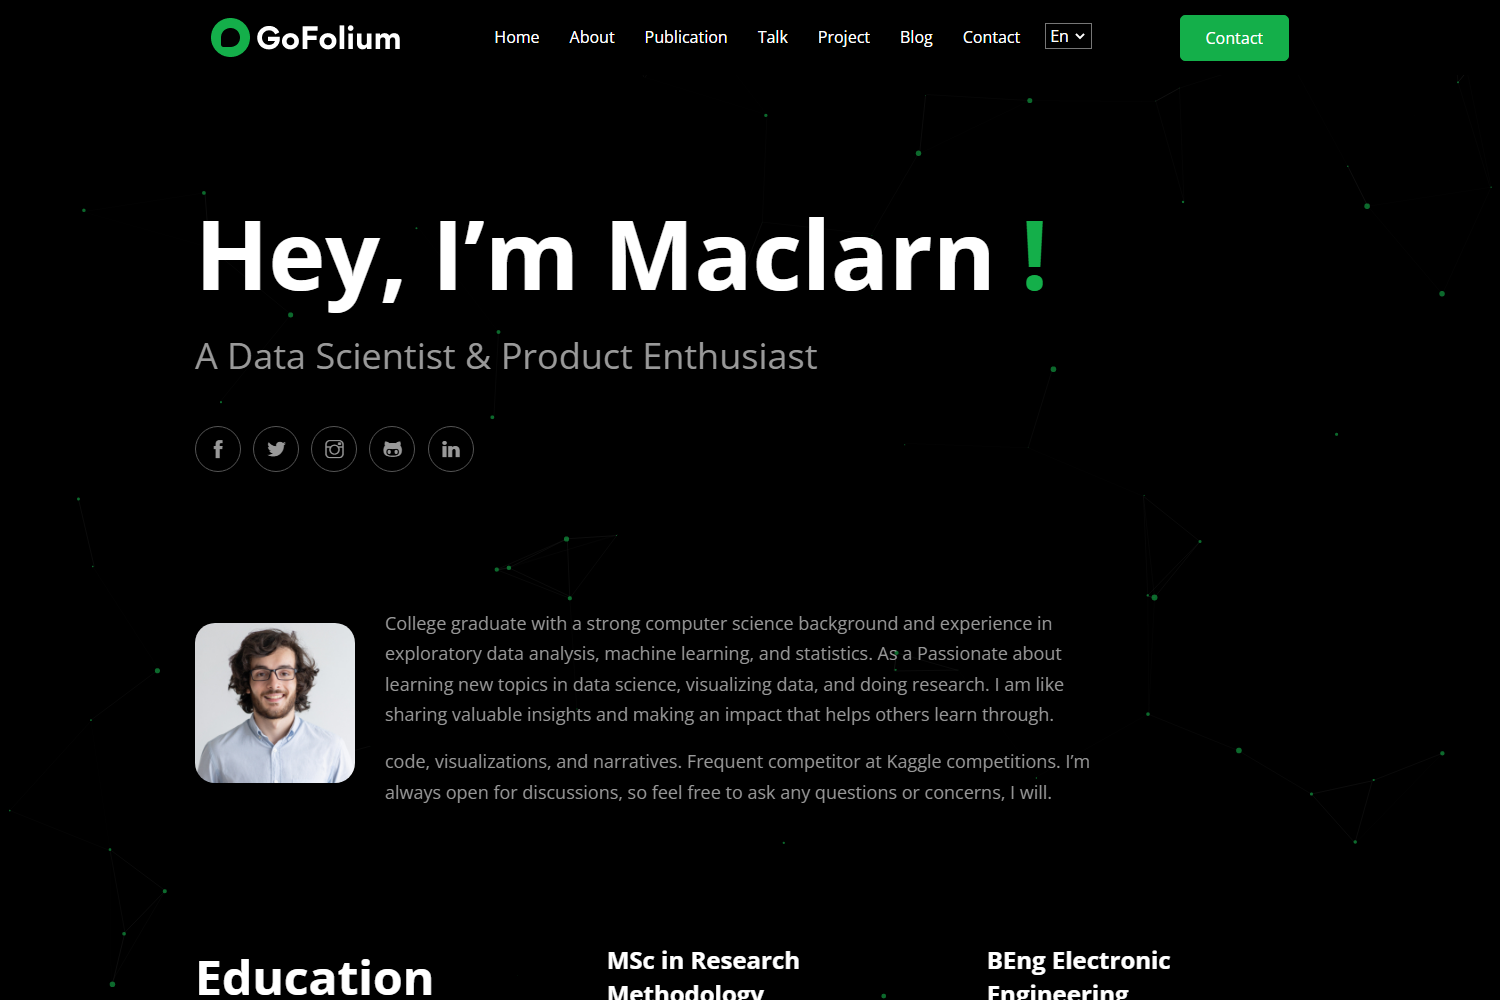 GoFolium
Home About Publication Talk Project Blog Contact En Contact
Hey, I’m Maclarn !
A Data Scientist & Product Enthusiast
College graduate with a strong computer science background and experience in
exploratory data analysis, machine learning, and statistics. As a Passionate about
learning new topics in data science, visualizing data, and doing research. I am like
sharing valuable insights and making an impact that helps others learn through.
code, visualizations, and narratives. Frequent competitor at Kaggle competitions. I’m
always open for discussions, so feel free to ask any questions or concerns, I will.
Education
MSc in Research
Methodology
BEng Electronic
Engineering